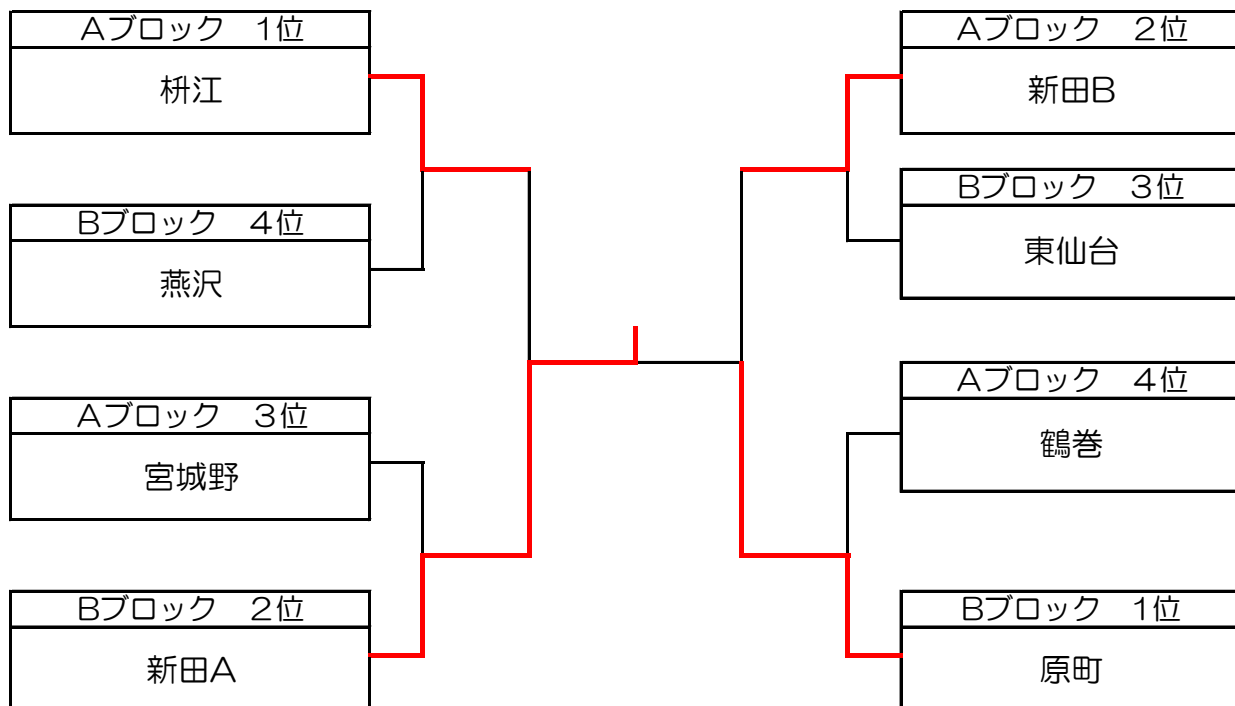 Aブロック　1位
枡江
Bブロック　4位
燕沢
Aブロック　3位
宮城野
Bブロック　2位
新田A
Aブロック　2位
新田B
Bブロック　3位
東仙台
Aブロック　4位
鶴巻
Bブロック　1位
原町